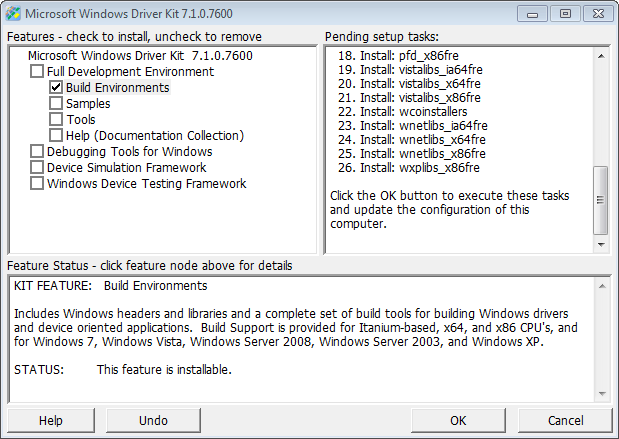 Microsoft Windows Driver Kit 7.1.0.7600
Features - check to install, uncheck to remove
Microsoft Windows Driver Kit  7.1.0.7600
Full Development Environment
Build Environments
Samples
Tools
Help (Documentation Collection)
Debugging Tools for Windows
Device Simulation Framework
Windows Device Testing Framework
Pending setup tasks:
18. Install: pfd_x86fre
19. Install: vistalibs_ia64fre
20. Install: vistalibs_x64fre
21. Install: vistalibs_x86fre
22. Install: wcoinstallers
23. Install: wnetlibs_ia64fre
24. Install: wnetlibs_x64fre
25. Install: wnetlibs_x86fre
26. Install: wxplibs_x86fre
Click the OK button to execute these tasks
and update the configuration of this
computer.
Feature Status - click feature node above for details
KIT FEATURE:   Build Environments
Includes Windows headers and libraries and a complete set of build tools for building Windows drivers
and device oriented applications.  Build Support is provided for Itanium-based, x64, and x86 CPU's, and
for Windows 7, Windows Vista, Windows Server 2008, Windows Server 2003, and Windows XP.
STATUS:        This feature is installable.
Help
Undo
OK
Cancel